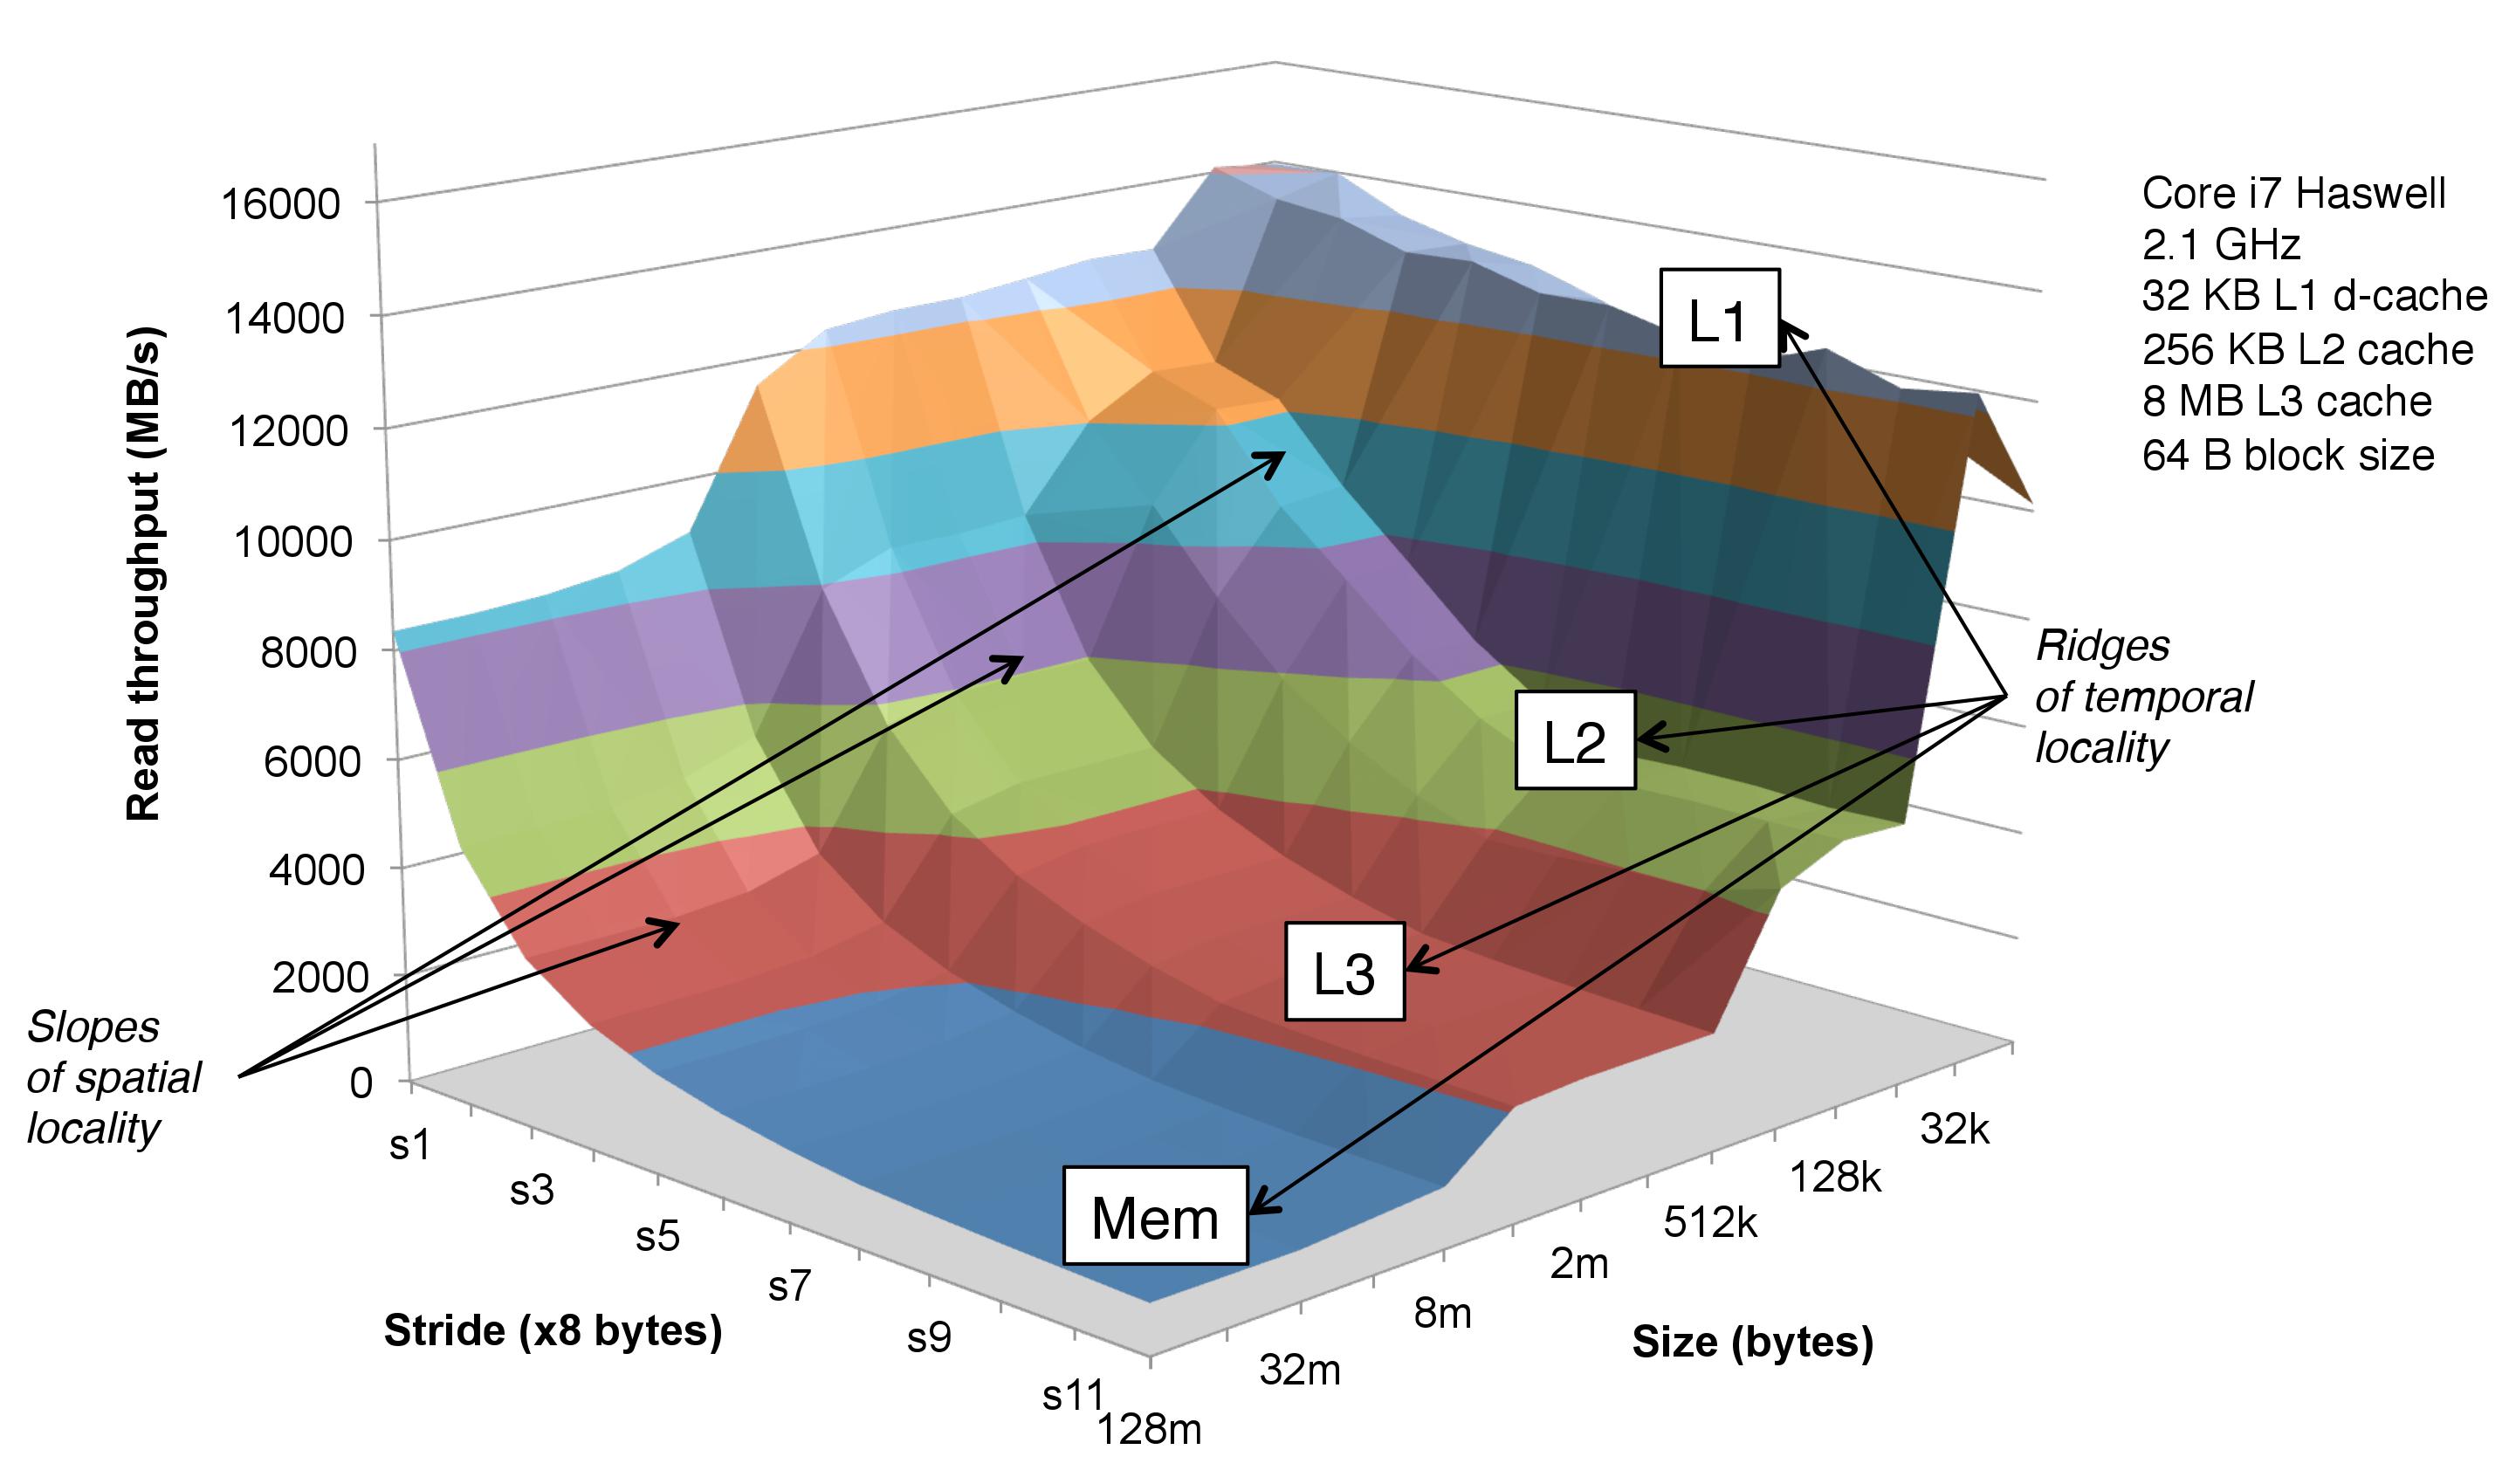 16000
14000
12000
10000
8000
6000
4000
2000
0
Read throughput (MB/s)
L1
L2
L3
Mem
Core i7 Haswell
2.1 GHz
32 KB L1 d-cache
256 KB L2 cache
8 MB L3 cache
64 B block size
Ridges
of temporal
locality
Slopes
of spatial
locality
s1
s3
s5
s7
s9
s11
Stride (x8 bytes)
128m
32m
8m
2m
512k
128k
32k
Size (bytes)